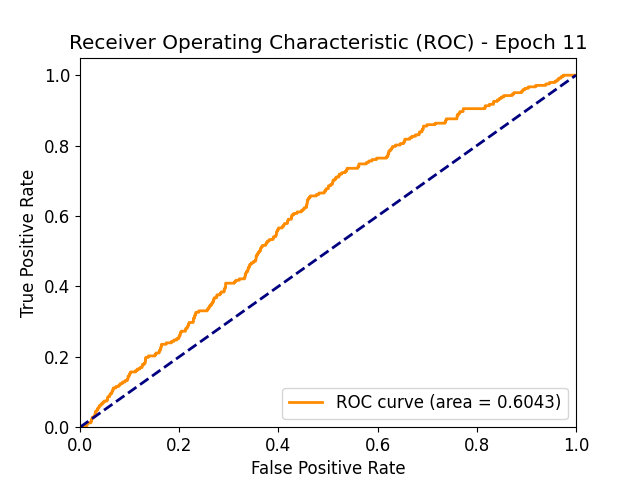 Receiver Operating Characteristic (ROC) - Epoch 11
True Positive Rate
1.0
0.8
0.6
0.4
0.2
0.0
ROC curve (area = 0.6043)
0.0 0.2 0.4 0.6 0.8 1.0
False Positive Rate